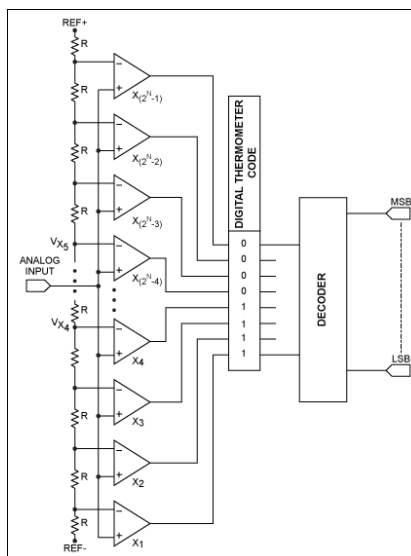 REF+
R
R
X(2^N-1)
R
X(2^N-2)
R
X(2^N-3)
VX5
X(2^N-4)
ANALOG
INPUT
R
VX4
X4
R
X3
R
X2
R
R
X1
REF-
DIGITAL THERMOMETER
CODE
0
0
0
0
1
1
1
1
DECODER
MSB
LSB